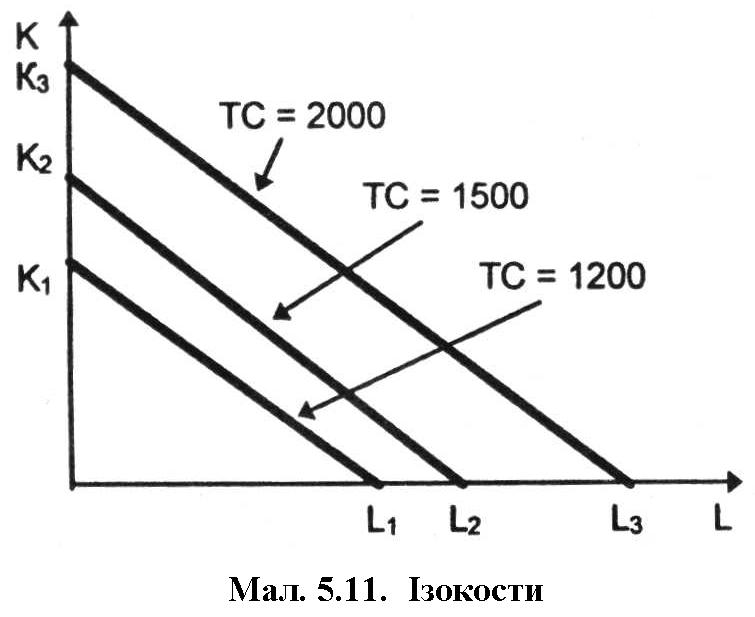 K
K₃
TC = 2000
K₂
TC = 1500
K₁
TC = 1200
L₁ L₂ L₃ L
Мал. 5.11. Ізокости